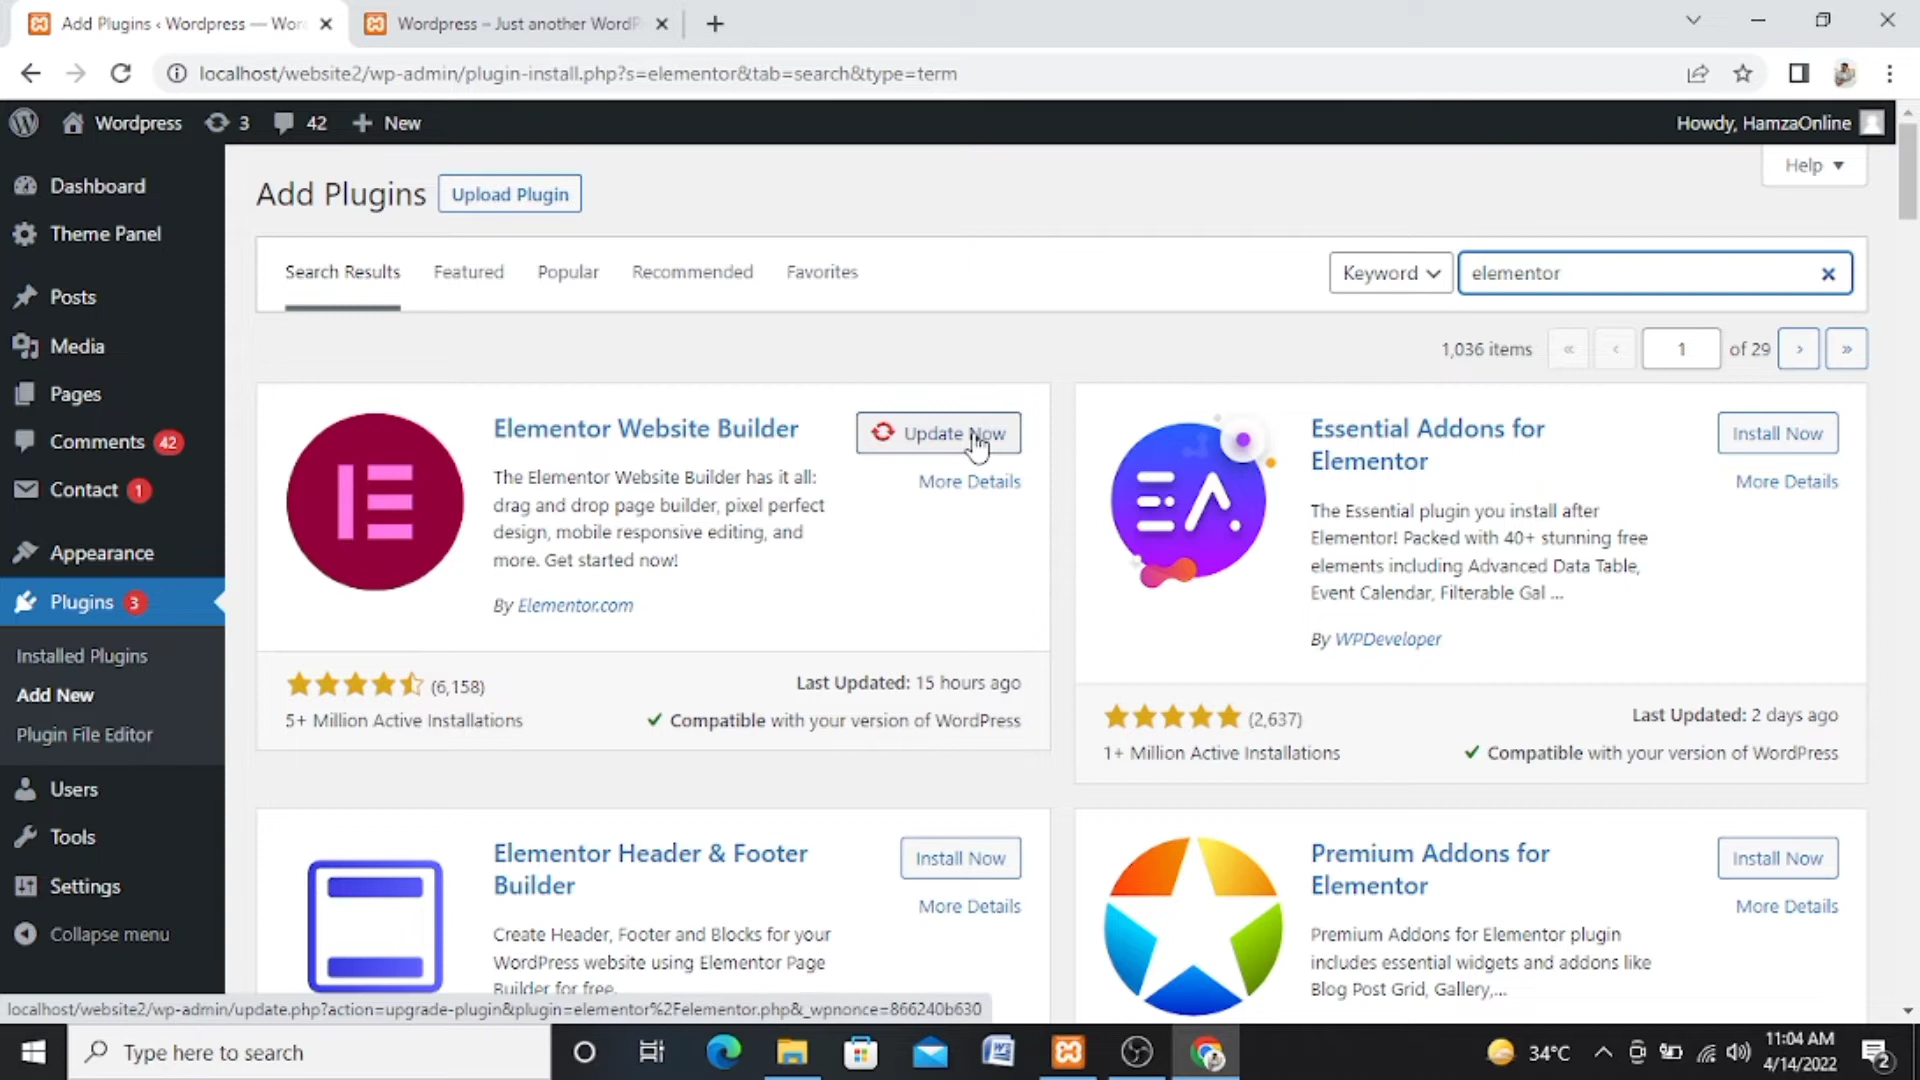 Add Plugins ‹ Wordpress — Wor
Wordpress – Just another WordP
localhost/website2/wp-admin/plugin-install.php?s=elementor&tab=search&type=term
Wordpress
3
42
New
Howdy, HamzaOnline
Dashboard
Theme Panel
Posts
Media
Pages
Comments 42
Contact 1
Appearance
Plugins 3
Installed Plugins
Add New
Plugin File Editor
Users
Tools
Settings
Collapse menu
Help
Add Plugins
Upload Plugin
Search Results
Featured
Popular
Recommended
Favorites
Keyword
elementor
1,036 items
«
‹
1
of 29
›
»
Elementor Website Builder
Update Now
More Details
The Elementor Website Builder has it all:
drag and drop page builder, pixel perfect
design, mobile responsive editing, and
more. Get started now!
By Elementor.com
(6,158)
Last Updated: 15 hours ago
5+ Million Active Installations
Compatible with your version of WordPress
Essential Addons for
Elementor
Install Now
More Details
The Essential plugin you install after
Elementor! Packed with 40+ stunning free
elements including Advanced Data Table,
Event Calendar, Filterable Gal ...
By WPDeveloper
(2,637)
Last Updated: 2 days ago
1+ Million Active Installations
Compatible with your version of WordPress
Elementor Header & Footer
Builder
Install Now
More Details
Create Header, Footer and Blocks for your
WordPress website using Elementor Page
Builder for free.
Premium Addons for
Elementor
Install Now
More Details
Premium Addons for Elementor plugin
includes essential widgets and addons like
Blog Post Grid, Gallery,...
localhost/website2/wp-admin/update.php?action=upgrade-plugin&plugin=elementor%2Felementor.php&_wpnonce=866240b630
Type here to search
34°C
11:04 AM
4/14/2022
2